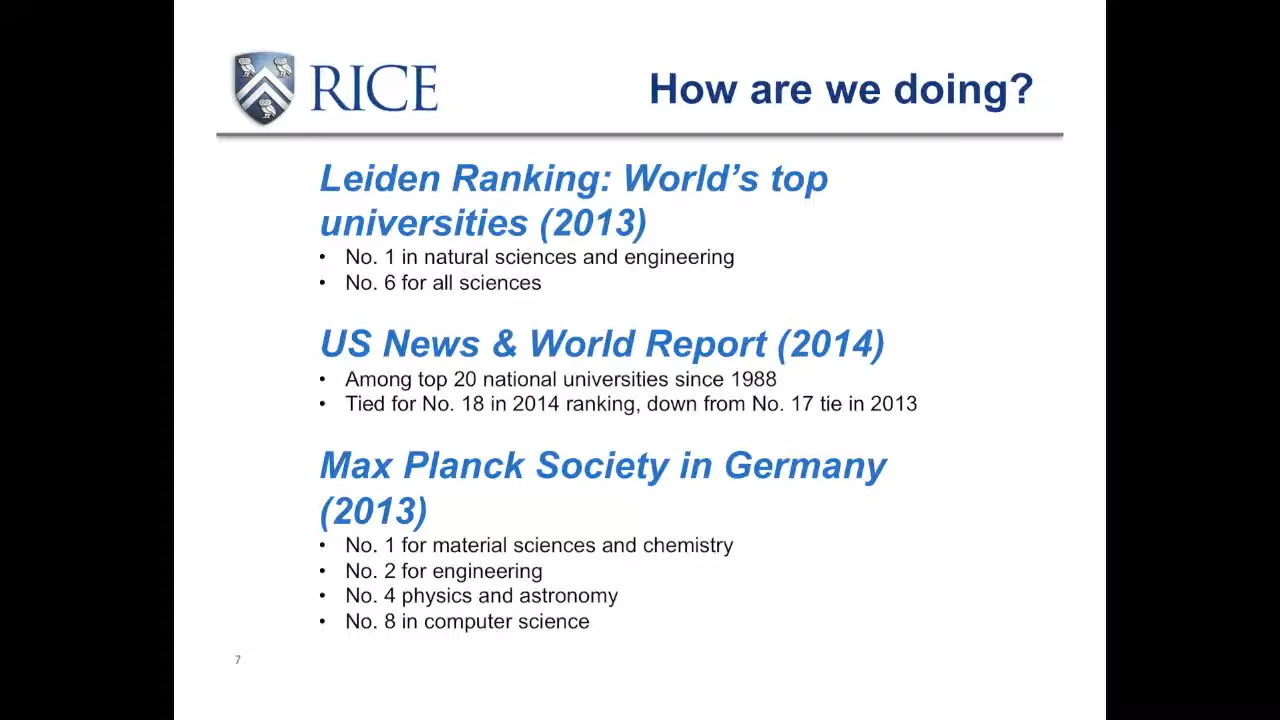 RICE
How are we doing?
Leiden Ranking: World’s top
universities (2013)
• No. 1 in natural sciences and engineering
• No. 6 for all sciences
US News & World Report (2014)
• Among top 20 national universities since 1988
• Tied for No. 18 in 2014 ranking, down from No. 17 tie in 2013
Max Planck Society in Germany
(2013)
• No. 1 for material sciences and chemistry
• No. 2 for engineering
• No. 4 physics and astronomy
• No. 8 in computer science
7